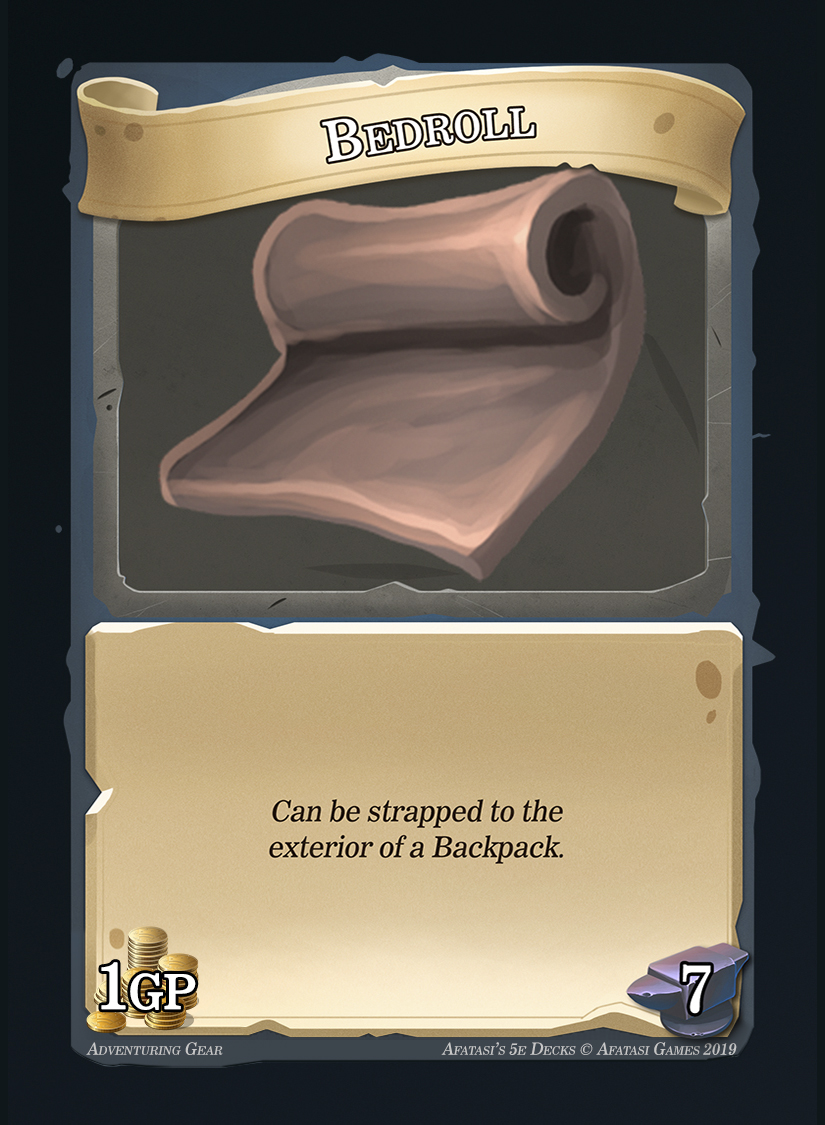 Bedroll
Can be strapped to the
exterior of a Backpack.
1GP
7
Adventuring Gear
Afatasi's 5e Decks © Afatasi Games 2019